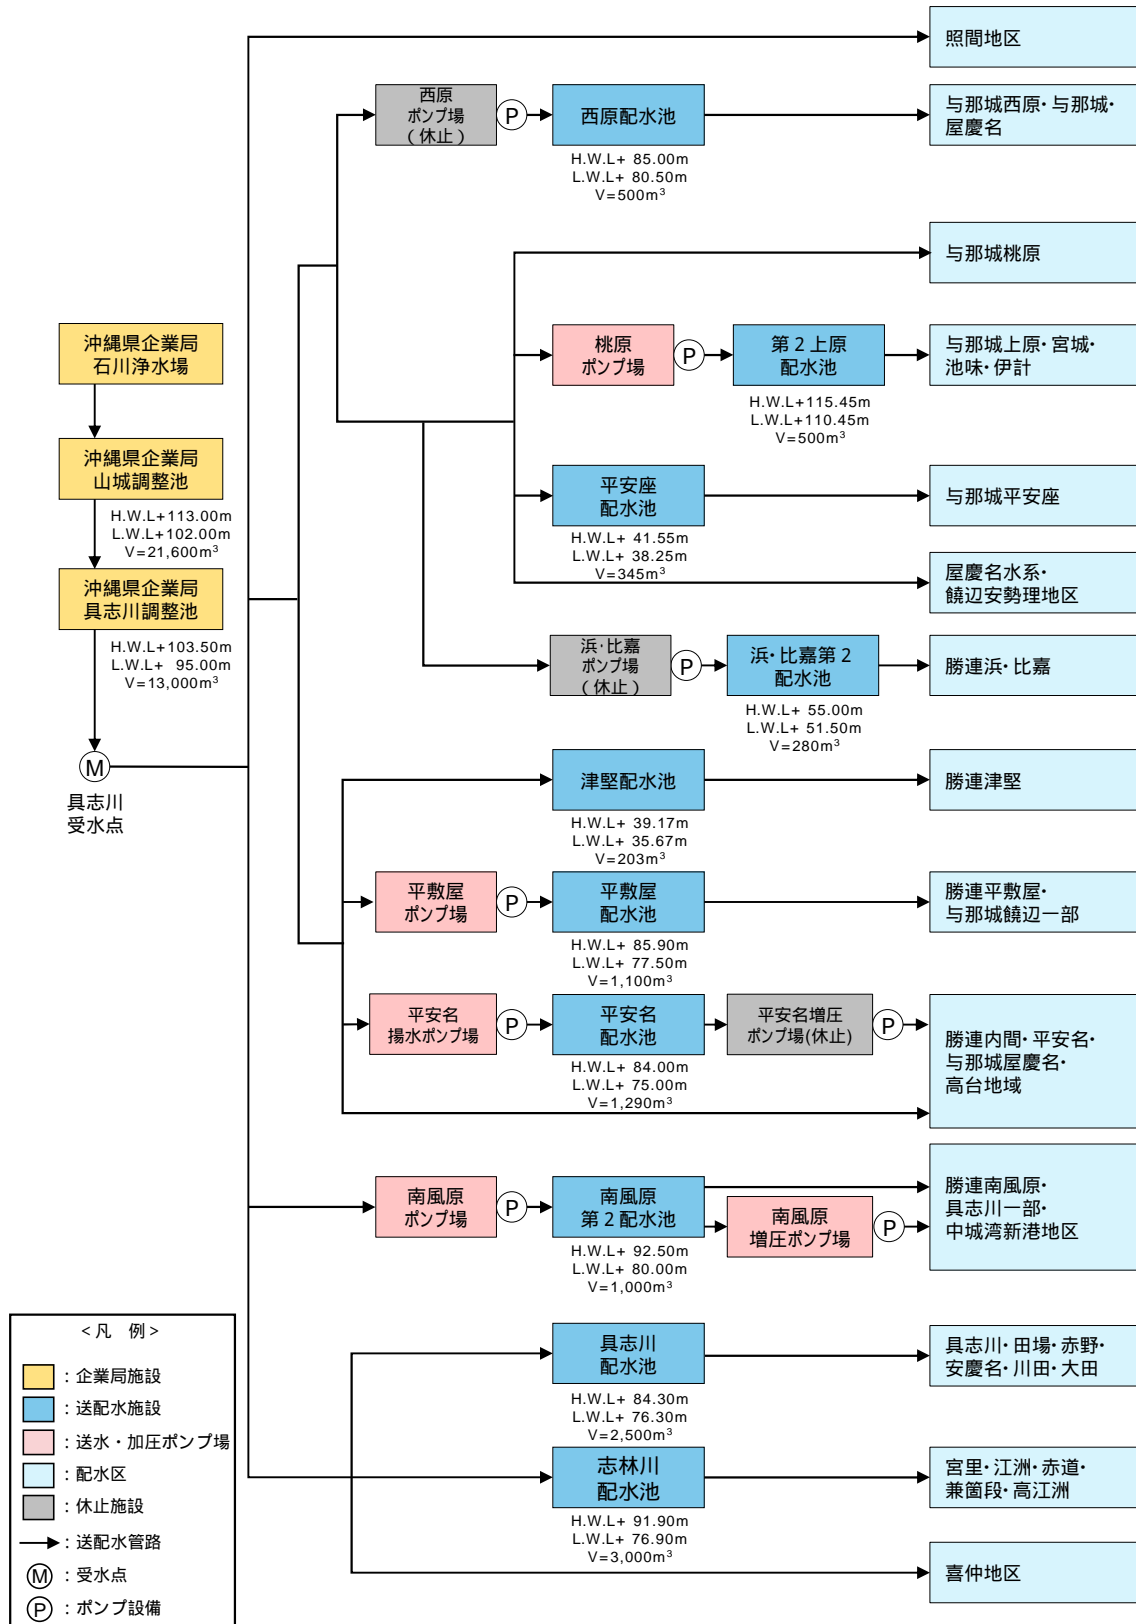 照間地区
西原
ポンプ場
(休止)
P
西原配水池
H.W.L+ 85.00m
L.W.L+ 80.50m
V=500m³
与那城西原・与那城・
屋慶名
与那城桃原
沖縄県企業局
石川浄水場
桃原
ポンプ場
P
第2上原
配水池
H.W.L+115.45m
L.W.L+110.45m
V=500m³
与那城上原・宮城・
池味・伊計
沖縄県企業局
山城調整池
H.W.L+113.00m
L.W.L+102.00m
V=21,600m³
平安座
配水池
H.W.L+ 41.55m
L.W.L+ 38.25m
V=345m³
与那城平安座
沖縄県企業局
具志川調整池
H.W.L+103.50m
L.W.L+ 95.00m
V=13,000m³
屋慶名水系・
饒辺安勢理地区
浜・比嘉
ポンプ場
(休止)
P
浜・比嘉第2
配水池
H.W.L+ 55.00m
L.W.L+ 51.50m
V=280m³
勝連浜・比嘉
M
具志川
受水点
津堅配水池
H.W.L+ 39.17m
L.W.L+ 35.67m
V=203m³
勝連津堅
平敷屋
ポンプ場
P
平敷屋
配水池
H.W.L+ 85.90m
L.W.L+ 77.50m
V=1,100m³
勝連平敷屋・
与那城饒辺一部
平安名
揚水ポンプ場
P
平安名
配水池
H.W.L+ 84.00m
L.W.L+ 75.00m
V=1,290m³
平安名増圧
ポンプ場(休止)
P
勝連内間・平安名・
与那城屋慶名・
高台地域
南風原
ポンプ場
P
南風原
第2配水池
H.W.L+ 92.50m
L.W.L+ 80.00m
V=1,000m³
南風原
増圧ポンプ場
P
勝連南風原・
具志川一部・
中城湾新港地区
具志川
配水池
H.W.L+ 84.30m
L.W.L+ 76.30m
V=2,500m³
具志川・田場・赤野・
安慶名・川田・大田
志林川
配水池
H.W.L+ 91.90m
L.W.L+ 76.90m
V=3,000m³
宮里・江洲・赤道・
兼箇段・高江洲
喜仲地区
<凡 例>
:企業局施設
:送配水施設
:送水・加圧ポンプ場
:配水区
:休止施設
:送配水管路
M :受水点
P :ポンプ設備